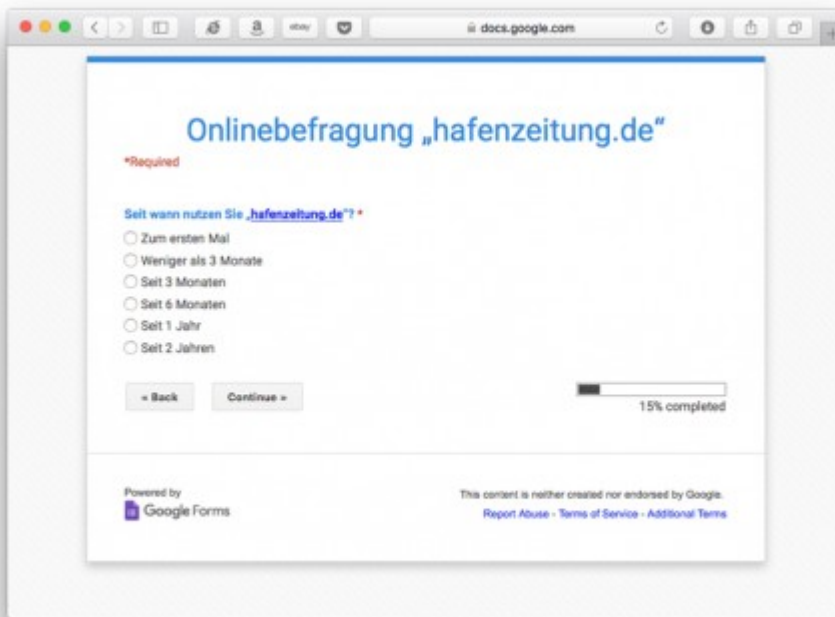 ebay
docs.google.com
Onlinebefragung „hafenzeitung.de“
*Required
Seit wann nutzen Sie „hafenzeitung.de“? *
Zum ersten Mal
Weniger als 3 Monate
Seit 3 Monaten
Seit 6 Monaten
Seit 1 Jahr
Seit 2 Jahren
« Back Continue »
15% completed
Powered by
Google Forms
This content is neither created nor endorsed by Google.
Report Abuse - Terms of Service - Additional Terms